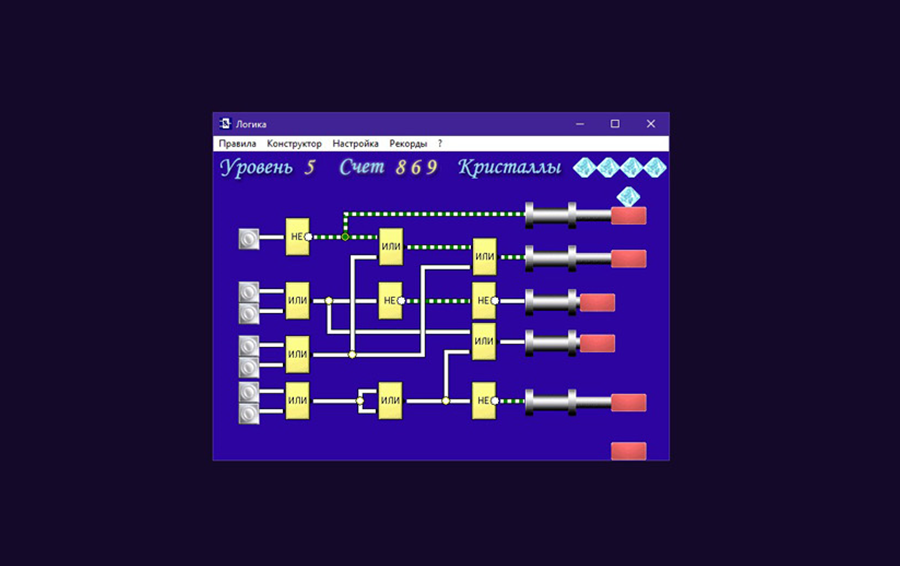 Логика
Правила Конструктор Настройка Рекорды ?
Уровень 5 Счет 869 Кристаллы
НЕ
ИЛИ
ИЛИ
ИЛИ НЕ НЕ
ИЛИ
ИЛИ
ИЛИ ИЛИ НЕ